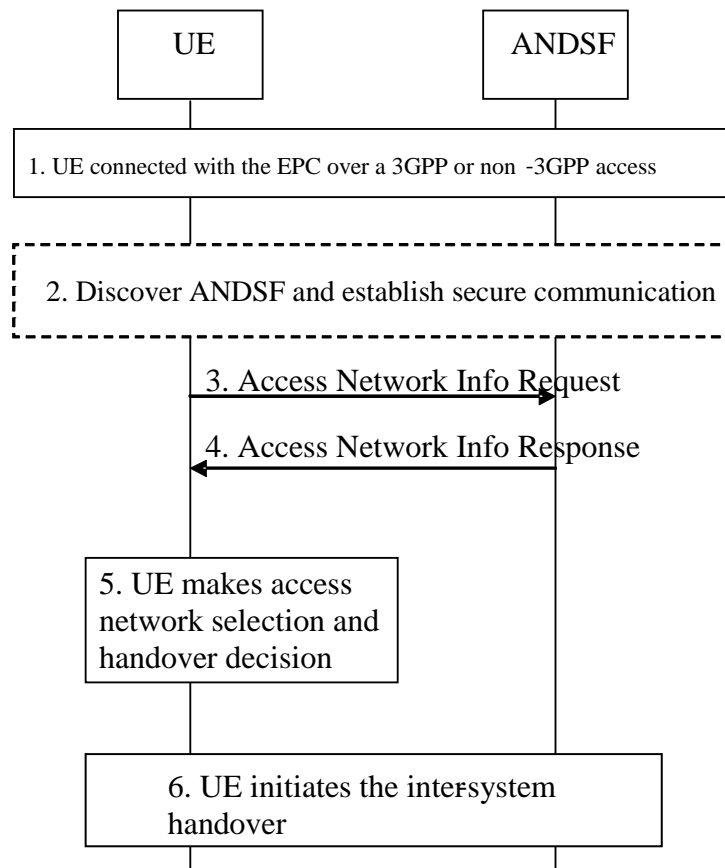 UE
ANDSF
1. UE connected with the EPC over a 3GPP or non -3GPP access
2. Discover ANDSF and establish secure communication
3. Access Network Info Request
4. Access Network Info Response
5. UE makes access
network selection and
handover decision
6. UE initiates the inter-system
handover